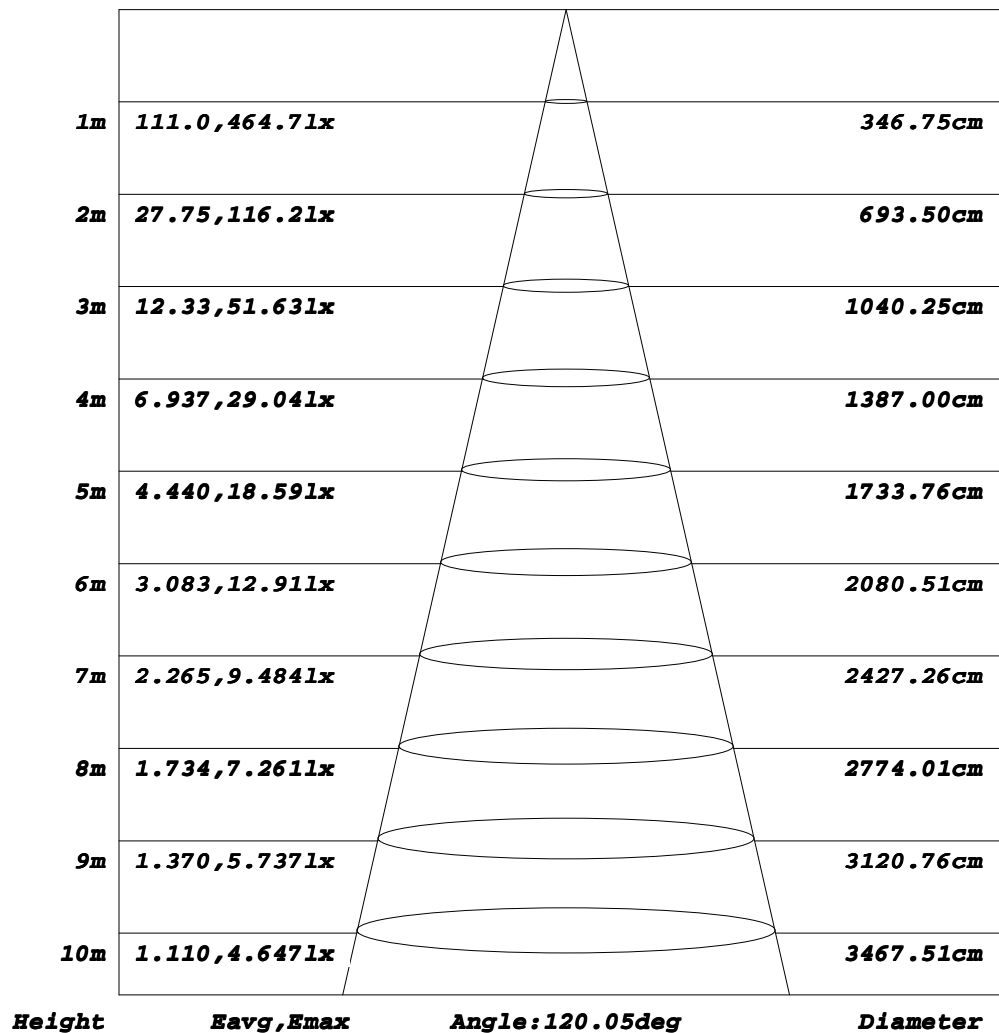 1m 111.0,464.7lx 346.75cm
2m 27.75,116.2lx 693.50cm
3m 12.33,51.63lx 1040.25cm
4m 6.937,29.04lx 1387.00cm
5m 4.440,18.59lx 1733.76cm
6m 3.083,12.91lx 2080.51cm
7m 2.265,9.484lx 2427.26cm
8m 1.734,7.261lx 2774.01cm
9m 1.370,5.737lx 3120.76cm
10m 1.110,4.647lx 3467.51cm
Height Eavg,Emax Angle:120.05deg Diameter